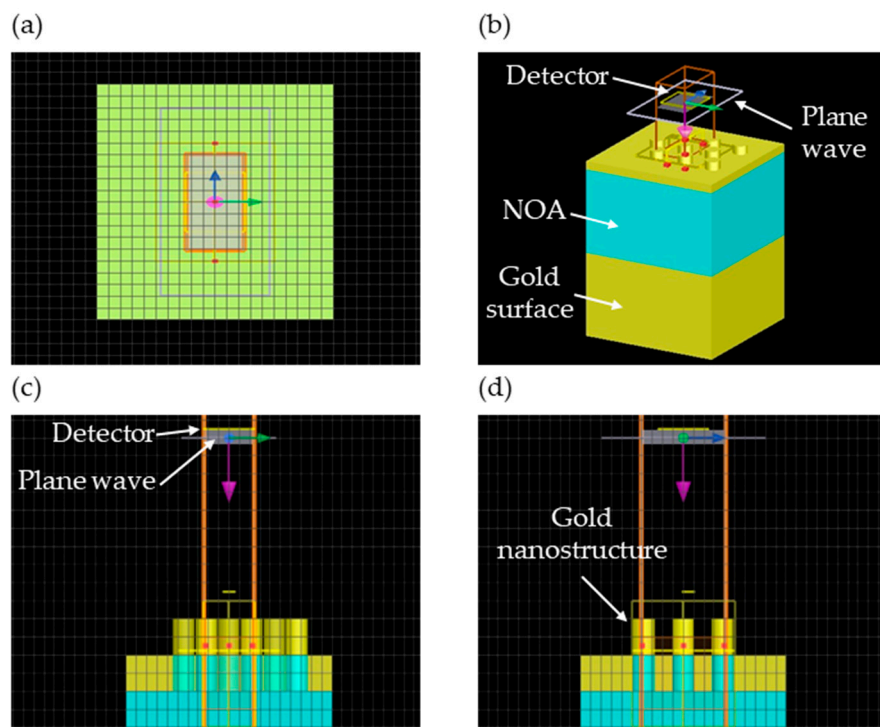 (a)
(b)
Detector
Plane
wave
NOA
Gold
surface
(c)
(d)
Detector
Plane wave
Gold
nanostructure